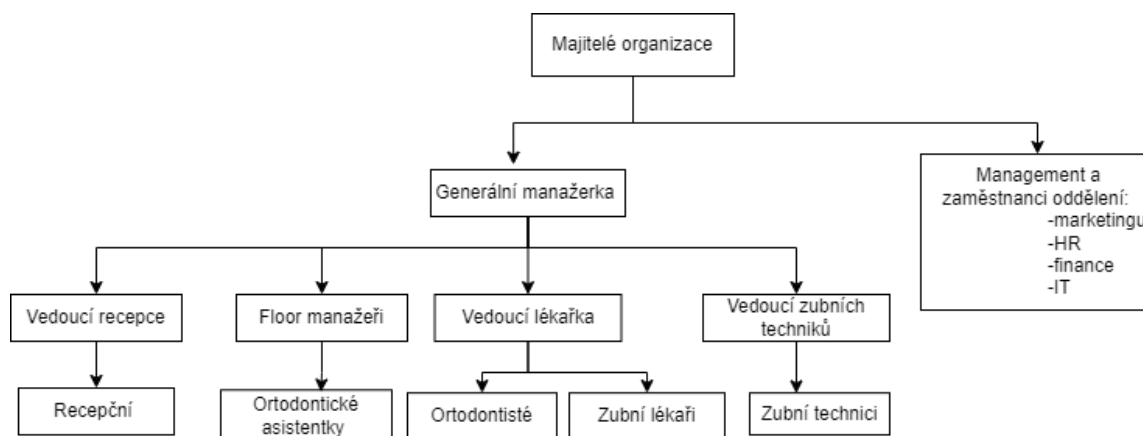 Majitelé organizace
Generální manažerka
Management a
zaměstnanci oddělení:
-marketingu
-HR
-finance
-IT
Vedoucí recepce
Floor manažeři
Vedoucí lékařka
Vedoucí zubních
techniků
Recepční
Ortodontické
asistentky
Ortodontisté
Zubní lékaři
Zubní technici